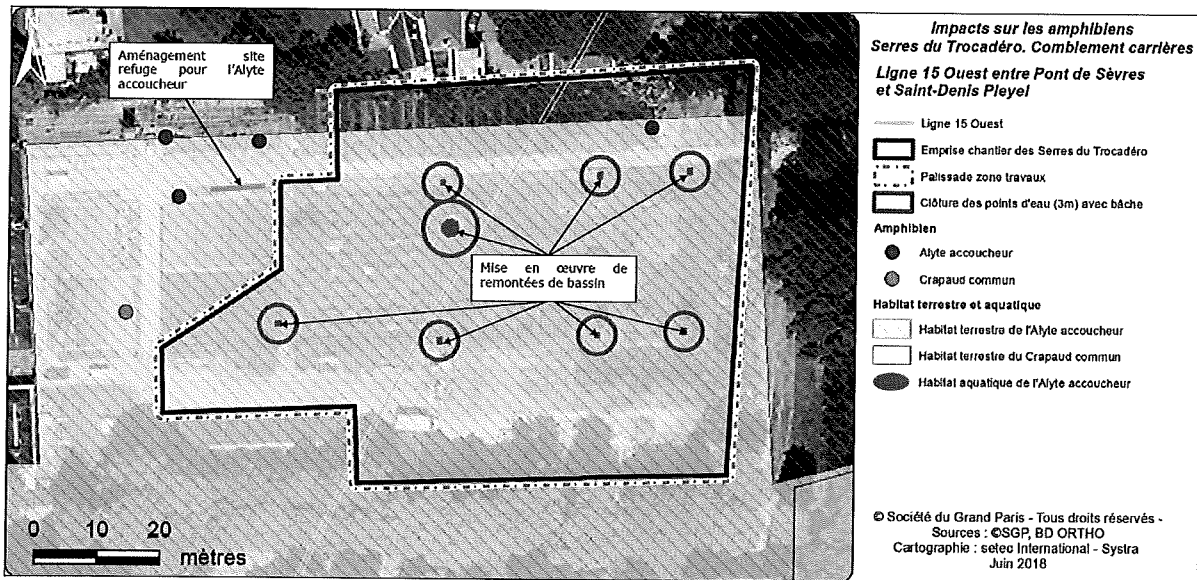 Aménagement site
refuge pour l'Alyte
accoucheur
Mise en œuvre de
remontées de bassin
0 10 20
mètres
Impacts sur les amphibiens
Serres du Trocadéro. Comblement carrières
Ligne 15 Ouest entre Pont de Sèvres
et Saint-Denis Pleyel
Ligne 15 Ouest
Emprise chantier des Serres du Trocadéro
Palissade zone travaux
Clôture des points d'eau (3m) avec bâche
Amphibien
Alyte accoucheur
Crapaud commun
Habitat terrestre et aquatique
Habitat terrestre de l'Alyte accoucheur
Habitat terrestre du Crapaud commun
Habitat aquatique de l'Alyte accoucheur
© Société du Grand Paris - Tous droits réservés -
Sources : ©SGP, BD ORTHO
Cartographie : setec International - Systra
Juin 2018